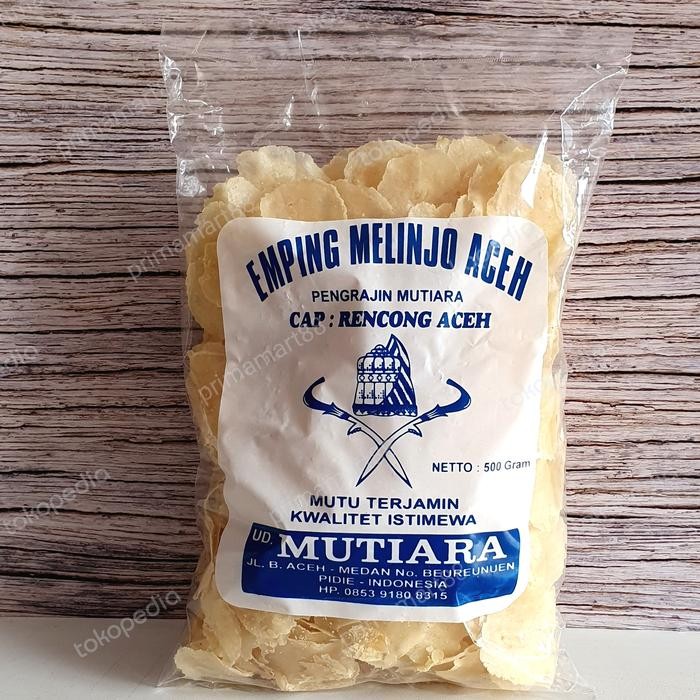 EMPING MELINJO ACEH
PENGRAJIN MUTIARA
CAP : RENCONG ACEH
NETTO : 500 Gram
MUTU TERJAMIN
KWALITET ISTIMEWA
UD. MUTIARA
JL. B. ACEH - MEDAN No. BEUREUNUEN
PIDIE - INDONESIA
HP. 0853 9180 8315
tokopedia